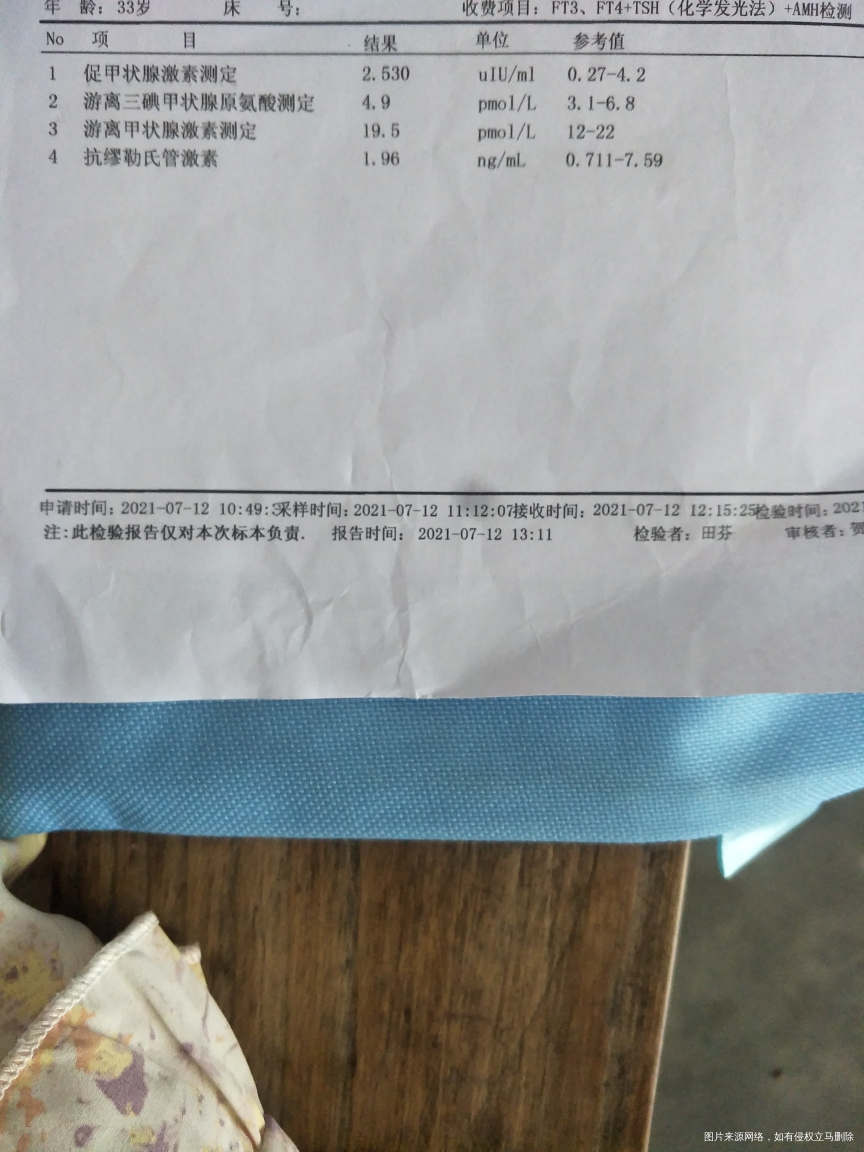 年 龄: 33岁 床 号: 收费项目: FT3、FT4+TSH（化学发光法）+AMH检测
No 项 目 结果 单位 参考值
1 促甲状腺激素测定 2.530 uIU/ml 0.27-4.2
2 游离三碘甲状腺原氨酸测定 4.9 pmol/L 3.1-6.8
3 游离甲状腺激素测定 19.5 pmol/L 12-22
4 抗缪勒氏管激素 1.96 ng/mL 0.711-7.59
申请时间: 2021-07-12 10:49: 采样时间: 2021-07-12 11:12:07 接收时间: 2021-07-12 12:15:25 检验时间: 2021
注: 此检验报告仅对本次标本负责. 报告时间: 2021-07-12 13:11 检验者: 田芬 审核者: 贺
图片来源网络，如有侵权立马删除